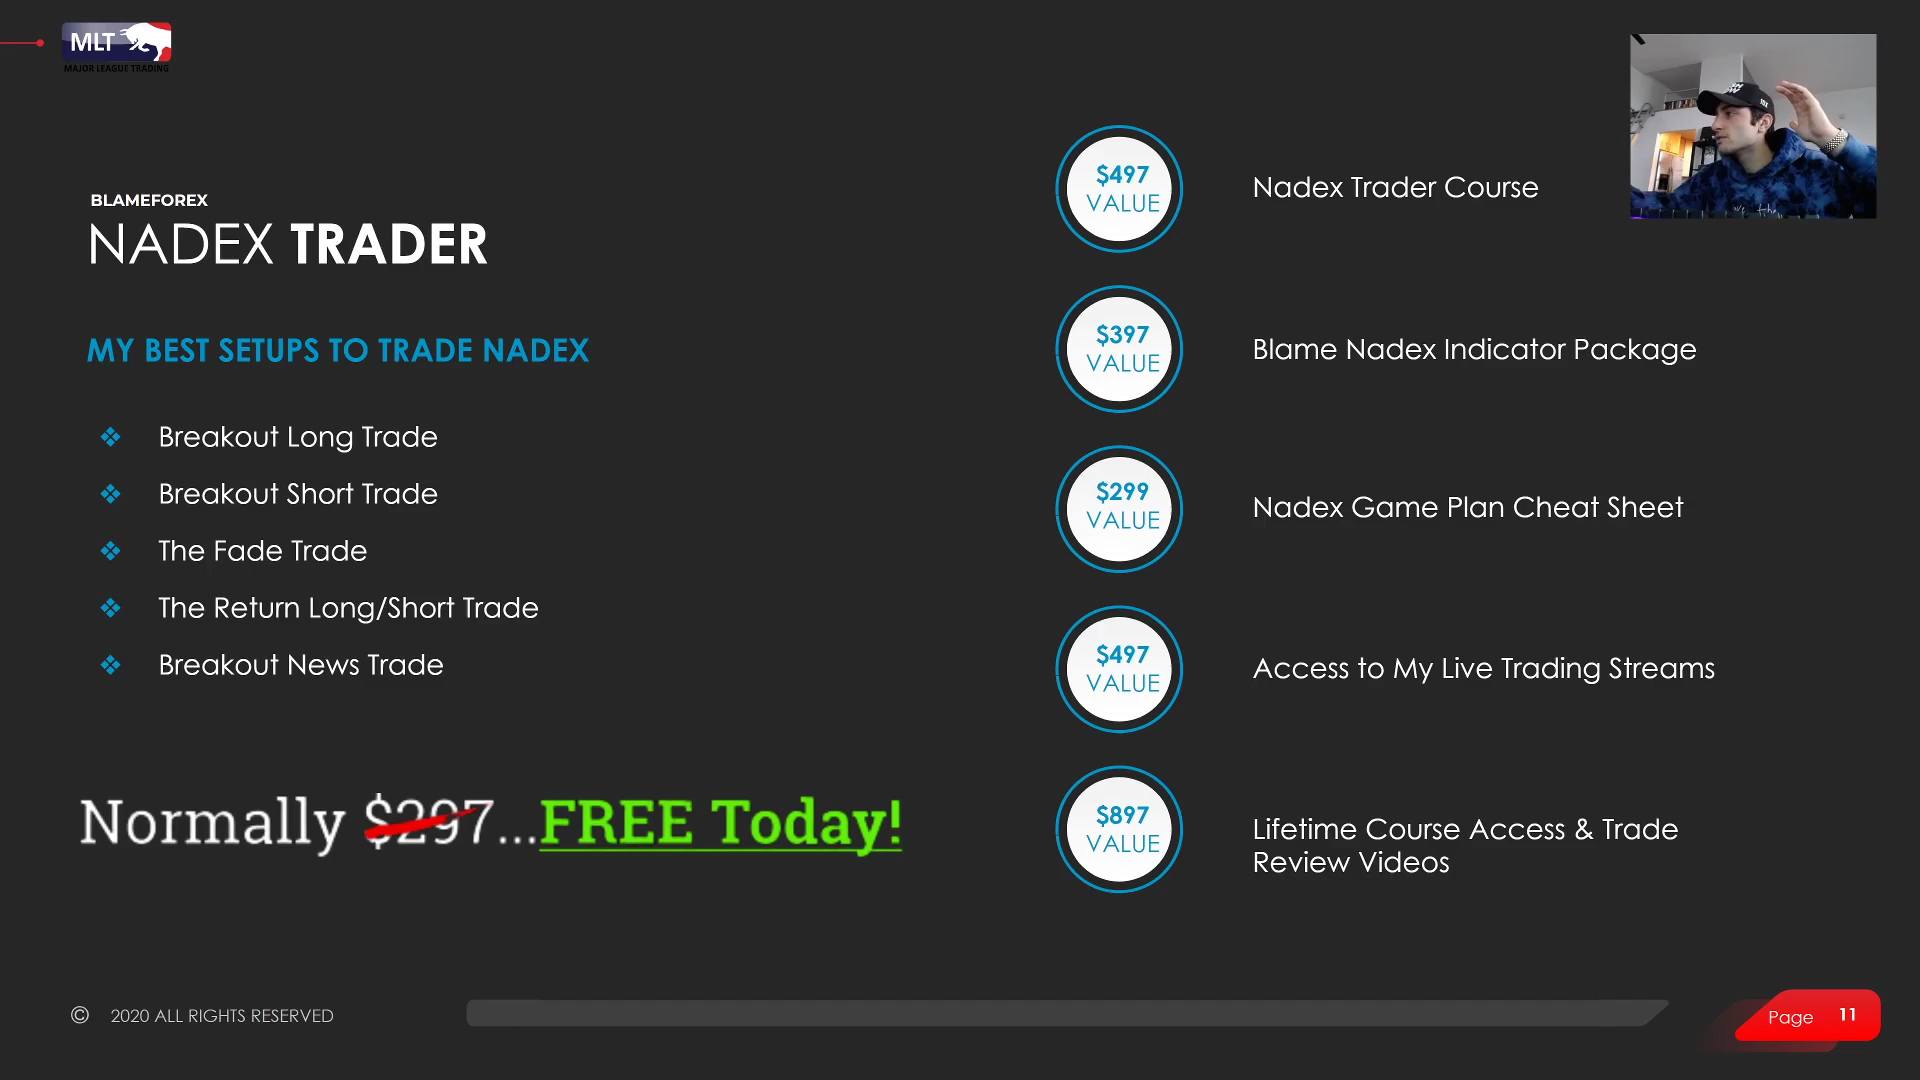 MLT
MAJOR LEAGUE TRADING
BLAMEFOREX
NADEX TRADER
MY BEST SETUPS TO TRADE NADEX
Breakout Long Trade
Breakout Short Trade
The Fade Trade
The Return Long/Short Trade
Breakout News Trade
Normally $297...FREE Today!
$497
VALUE
Nadex Trader Course
$397
VALUE
Blame Nadex Indicator Package
$299
VALUE
Nadex Game Plan Cheat Sheet
$497
VALUE
Access to My Live Trading Streams
$897
VALUE
Lifetime Course Access & Trade
Review Videos
© 2020 ALL RIGHTS RESERVED
Page 11